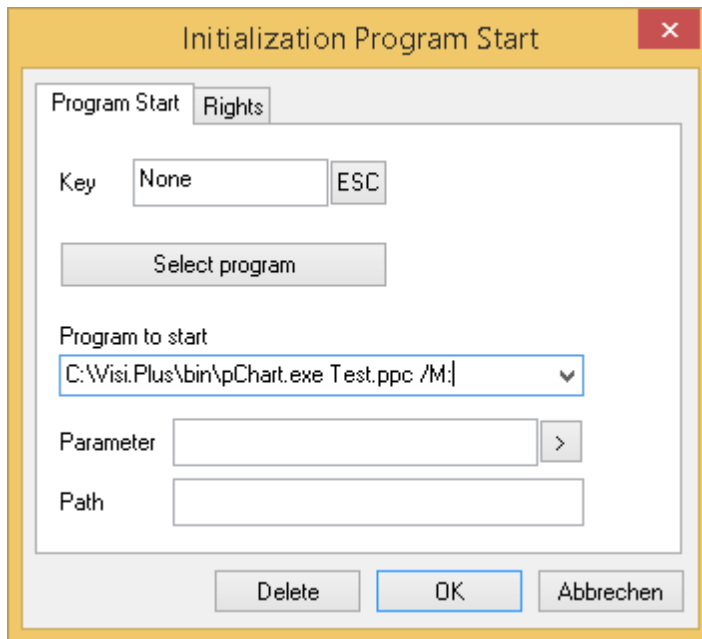 Initialization Program Start
Program Start Rights
Key None ESC
Select program
Program to start
C:\Visi.Plus\bin\pChart.exe Test.ppc /M:
Parameter >
Path
Delete OK Abbrechen